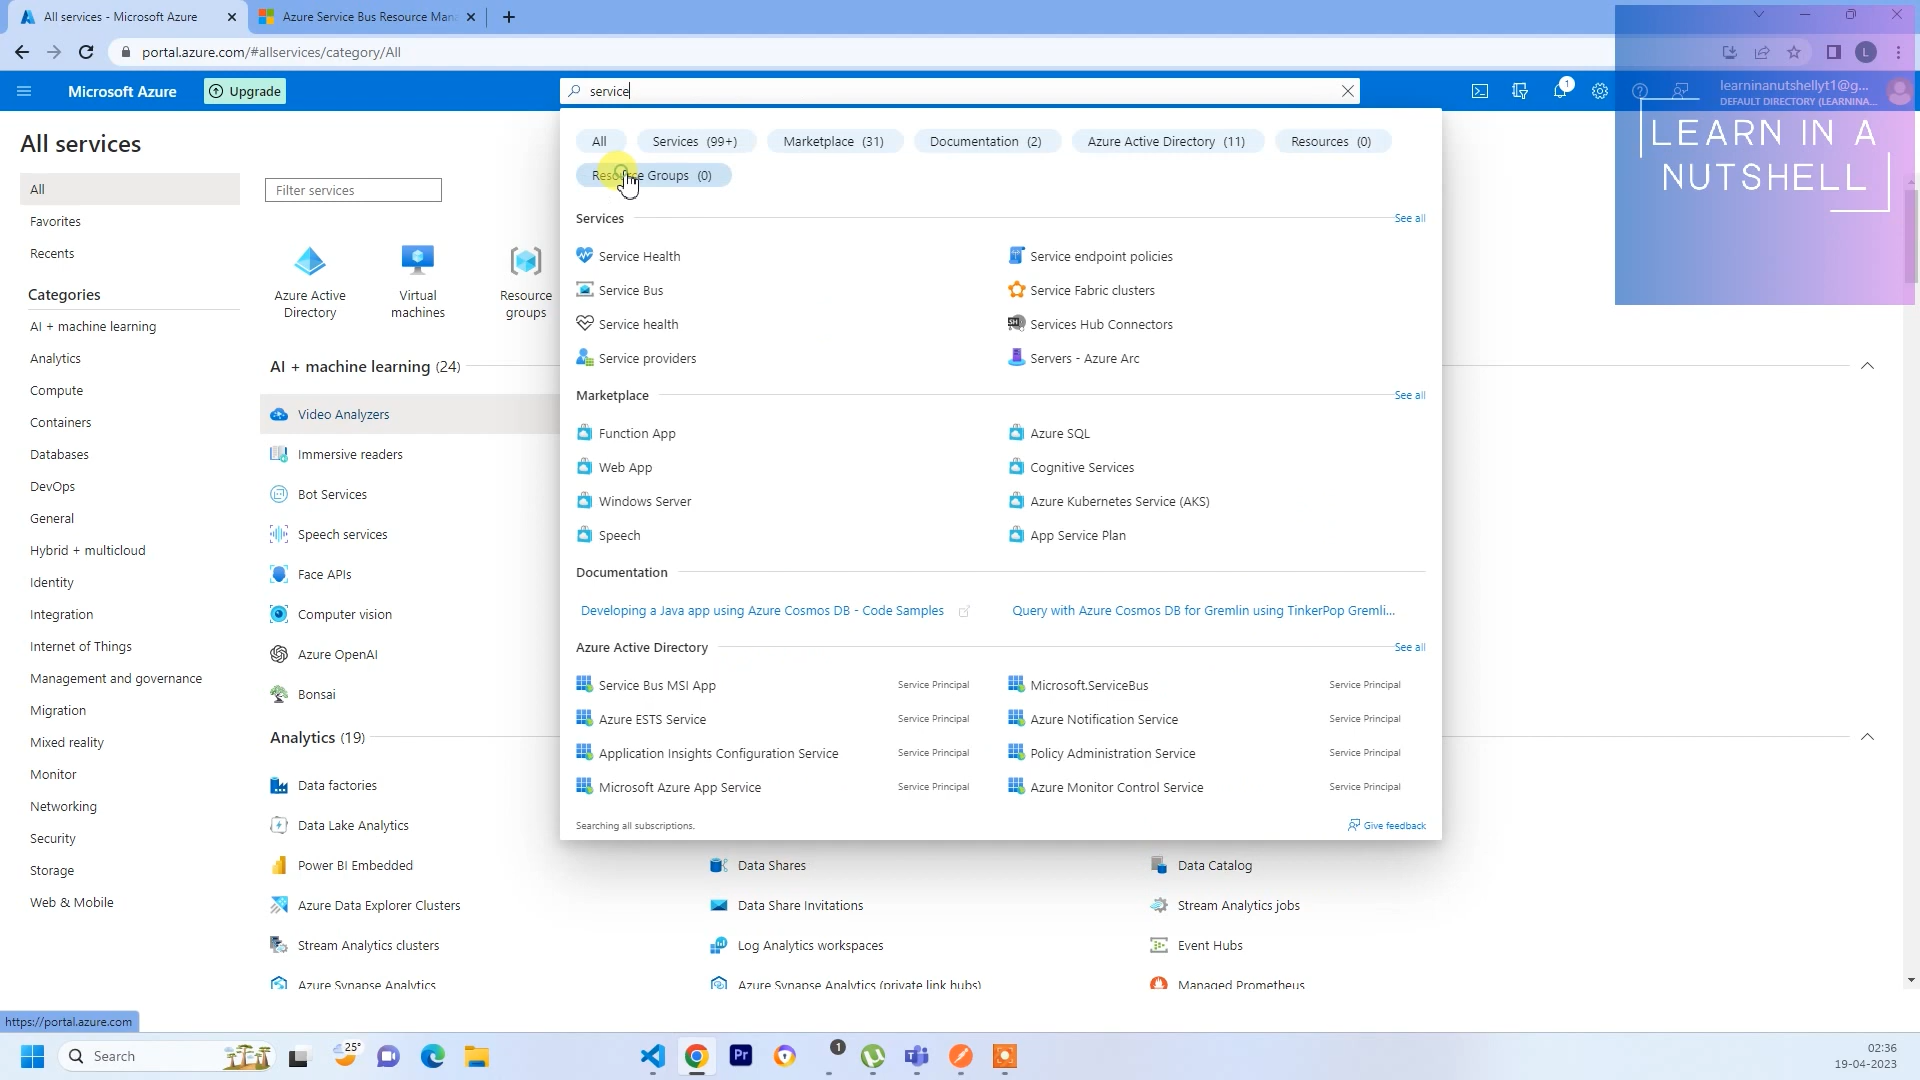 All services - Microsoft Azure
Azure Service Bus Resource Mana
portal.azure.com/#allservices/category/All
L
Microsoft Azure
Upgrade
service
1
learninanutshellyt1@g...
DEFAULT DIRECTORY (LEARNINA...
LEARN IN A
NUTSHELL
All services
All
Services (99+)
Marketplace (31)
Documentation (2)
Azure Active Directory (11)
Resources (0)
Resource Groups (0)
All
Favorites
Recents
Categories
AI + machine learning
Analytics
Compute
Containers
Databases
DevOps
General
Hybrid + multicloud
Identity
Integration
Internet of Things
Management and governance
Migration
Mixed reality
Monitor
Networking
Security
Storage
Web & Mobile
Filter services
Azure Active
Directory
Virtual
machines
Resource
groups
AI + machine learning (24)
Video Analyzers
Immersive readers
Bot Services
Speech services
Face APIs
Computer vision
Azure OpenAI
Bonsai
Analytics (19)
Data factories
Data Lake Analytics
Power BI Embedded
Azure Data Explorer Clusters
Stream Analytics clusters
Azure Synapse Analytics
Services
See all
Service Health
Service endpoint policies
Service Bus
Service Fabric clusters
Service health
Services Hub Connectors
SH
Service providers
Servers - Azure Arc
Marketplace
See all
Function App
Azure SQL
Web App
Cognitive Services
Windows Server
Azure Kubernetes Service (AKS)
Speech
App Service Plan
Documentation
Developing a Java app using Azure Cosmos DB - Code Samples
Query with Azure Cosmos DB for Gremlin using TinkerPop Gremli...
Azure Active Directory
See all
Service Bus MSI App
Service Principal
Microsoft.ServiceBus
Service Principal
Azure ESTS Service
Service Principal
Azure Notification Service
Service Principal
Application Insights Configuration Service
Service Principal
Policy Administration Service
Service Principal
Microsoft Azure App Service
Service Principal
Azure Monitor Control Service
Service Principal
Searching all subscriptions.
Give feedback
Data Shares
Data Catalog
Data Share Invitations
Stream Analytics jobs
Log Analytics workspaces
Event Hubs
Azure Synapse Analytics (private link hubs)
Managed Prometheus
https://portal.azure.com
Search
25°
Pr
1
02:36
19-04-2023